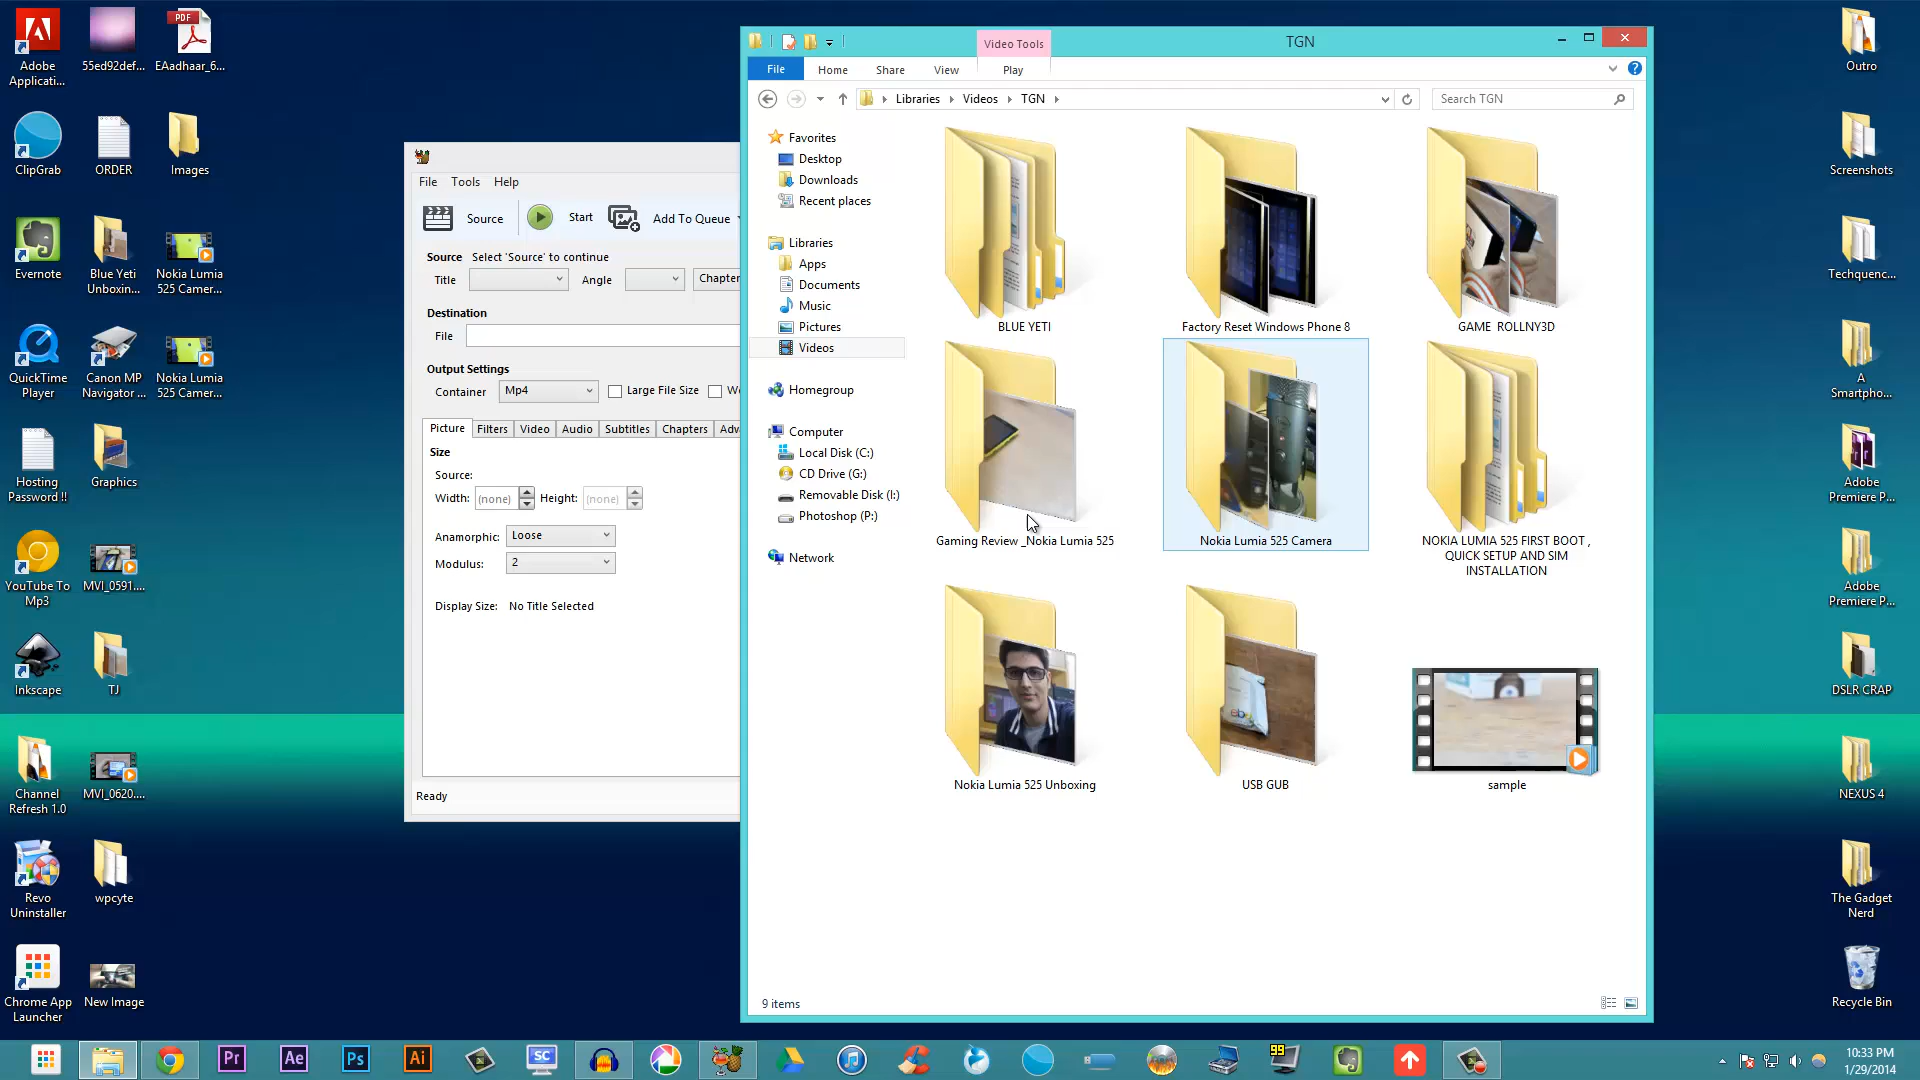 Adobe
Applicati...
55ed92def...
PDF
EAadhaar_6...
ClipGrab
ORDER
Images
Evernote
Blue Yeti
Unboxin...
Nokia Lumia
525 Camer...
QuickTime
Player
Canon MP
Navigator ...
Nokia Lumia
525 Camer...
Hosting
Password !!
Graphics
YouTube To
Mp3
MVI_0591....
Inkscape
TJ
Channel
Refresh 1.0
MVI_0620....
Revo
Uninstaller
wpcyte
Chrome App
Launcher
New Image
File Tools Help
Source Start Add To Queue
Source Select 'Source' to continue
Title Angle Chapter
Destination
File
Output Settings
Container Mp4 Large File Size
Picture Filters Video Audio Subtitles Chapters Adv
Size
Source:
Width: (none) Height: (none)
Anamorphic: Loose
Modulus: 2
Display Size: No Title Selected
Ready
Video Tools
TGN
File Home Share View Play
Libraries Videos TGN
Search TGN
Favorites
Desktop
Downloads
Recent places
Libraries
Apps
Documents
Music
Pictures
Videos
Homegroup
Computer
Local Disk (C:)
CD Drive (G:)
Removable Disk (I:)
Photoshop (P:)
Network
BLUE YETI
Factory Reset Windows Phone 8
GAME ROLLNY3D
Gaming Review _Nokia Lumia 525
Nokia Lumia 525 Camera
NOKIA LUMIA 525 FIRST BOOT ,
QUICK SETUP AND SIM
INSTALLATION
Nokia Lumia 525 Unboxing
USB GUB
sample
9 items
Outro
Screenshots
Techquenc...
A
Smartpho...
Adobe
Premiere P...
Adobe
Premiere P...
DSLR CRAP
NEXUS 4
The Gadget
Nerd
Recycle Bin
Pr
Ae
Ps
Ai
SC
99
10:33 PM
1/29/2014